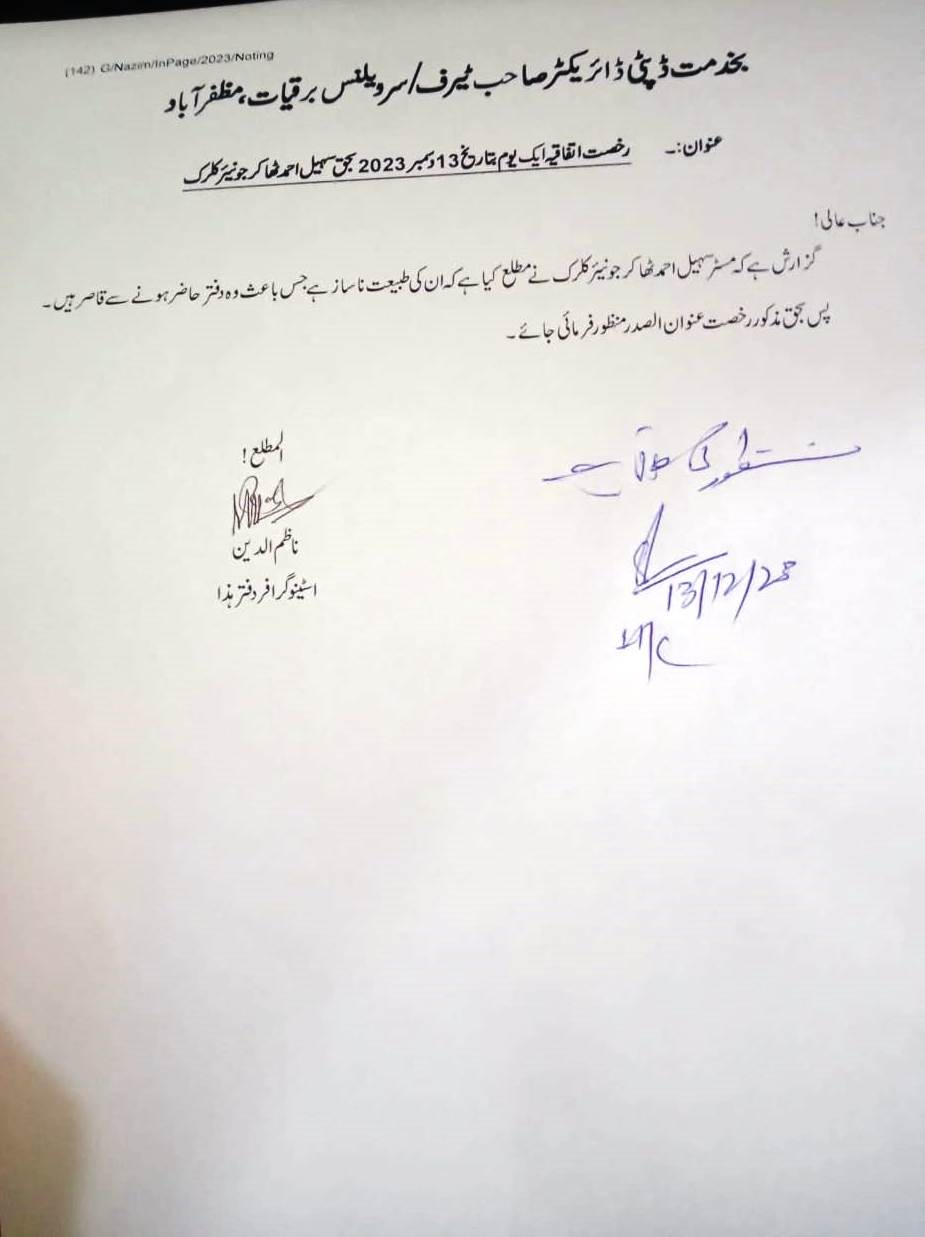 (142) G/Nazim/InPage/2023/Noting
بخدمت ڈپٹی ڈائریکٹر صاحب ٹیرف/سرویلنس برقیات، مظفرآباد
عنوان:۔ رخصت اتفاقیہ ایک یوم بتاریخ 13 دسمبر 2023 بحق سہیل احمد ٹھاکر جونیئر کلرک
جناب عالی!
گزارش ہے کہ مسٹر سہیل احمد ٹھاکر جونیئر کلرک نے مطلع کیا ہے کہ ان کی طبیعت ناساز ہے جس باعث وہ دفتر حاضر ہونے سے قاصر ہیں۔
پس بحق مذکور رخصت عنوان الصدر منظور فرمائی جائے۔
المطلع!
ناظم الدین
اسٹینوگرافر دفتر ہذا
منظور کی جاتی ہے
13/12/23